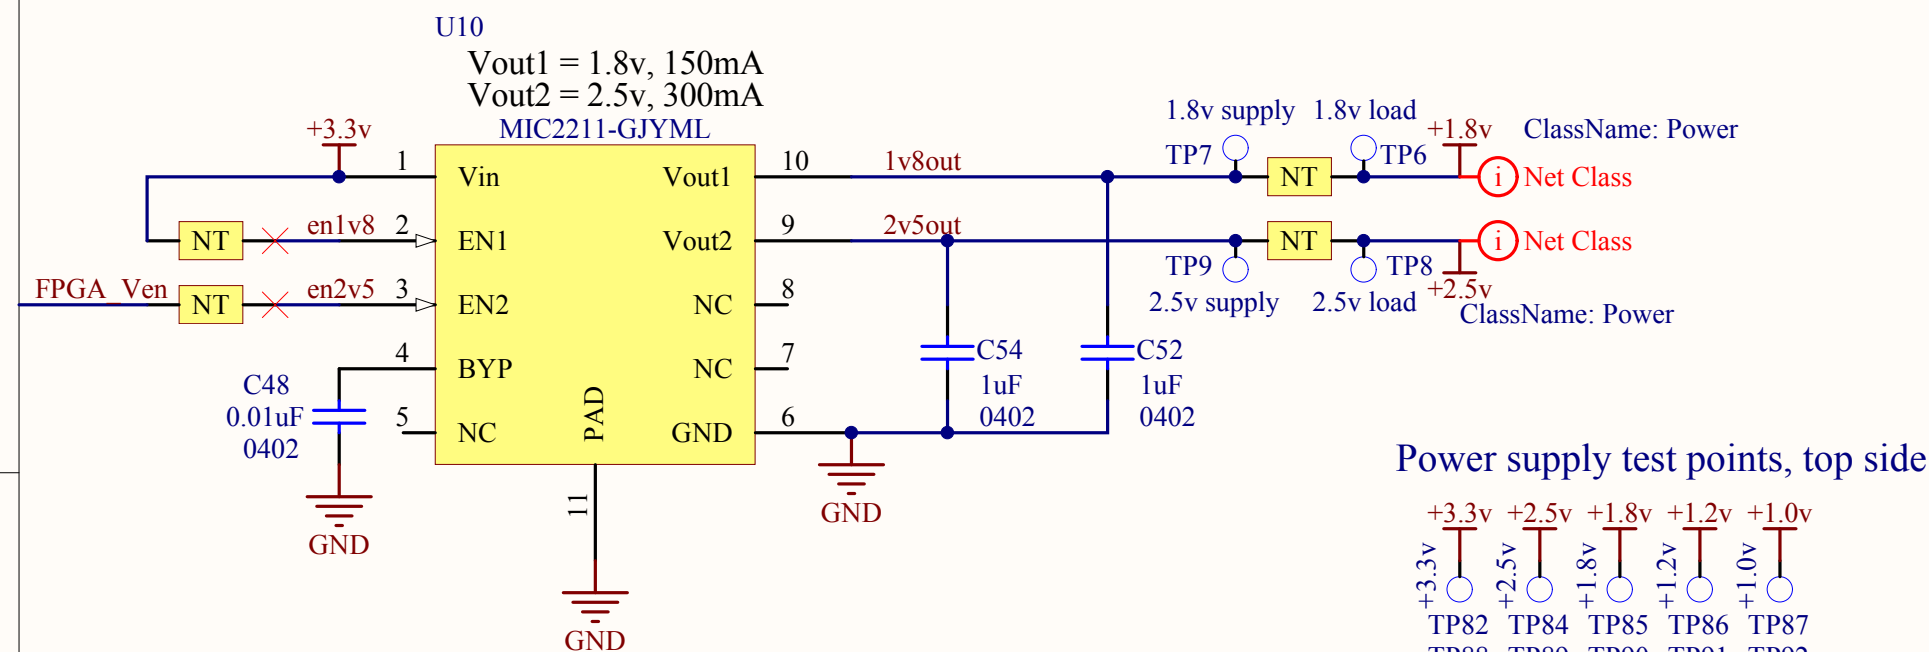 U10
Vout1 = 1.8v, 150mA
Vout2 = 2.5v, 300mA
MIC2211-GJYML
+3.3v
1 Vin Vout1 10 1v8out
NT en1v8 2 EN1 Vout2 9 2v5out
FPGA_Ven NT en2v5 3 EN2 NC 8
4 BYP NC 7
5 NC GND 6
PAD
11
C48
0.01uF
0402
GND
GND
GND
C54
1uF
0402
C52
1uF
0402
1.8v supply 1.8v load
TP7 NT TP6 +1.8v
ClassName: Power
i Net Class
NT i Net Class
TP9 TP8 +2.5v
2.5v supply 2.5v load
ClassName: Power
Power supply test points, top side
+3.3v +2.5v +1.8v +1.2v +1.0v
+3.3v +2.5v +1.8v +1.2v +1.0v
TP82 TP84 TP85 TP86 TP87
TP88 TP89 TP90 TP91 TP92